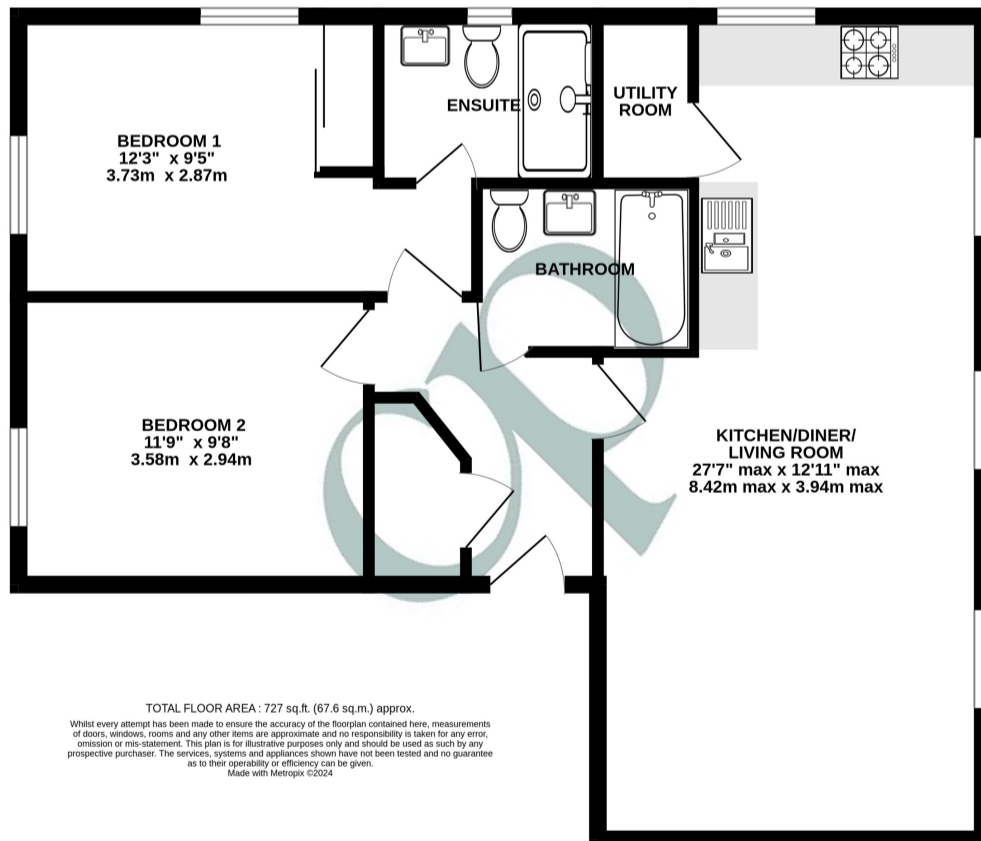 BEDROOM 1
12'3" x 9'5"
3.73m x 2.87m
ENSUITE
UTILITY
ROOM
BATHROOM
BEDROOM 2
11'9" x 9'8"
3.58m x 2.94m
KITCHEN/DINER/
LIVING ROOM
27'7" max x 12'11" max
8.42m max x 3.94m max
op
TOTAL FLOOR AREA : 727 sq.ft. (67.6 sq.m.) approx.
Whilst every attempt has been made to ensure the accuracy of the floorplan contained here, measurements
of doors, windows, rooms and any other items are approximate and no responsibility is taken for any error,
omission or mis-statement. This plan is for illustrative purposes only and should be used as such by any
prospective purchaser. The services, systems and appliances shown have not been tested and no guarantee
as to their operability or efficiency can be given.
Made with Metropix ©2024